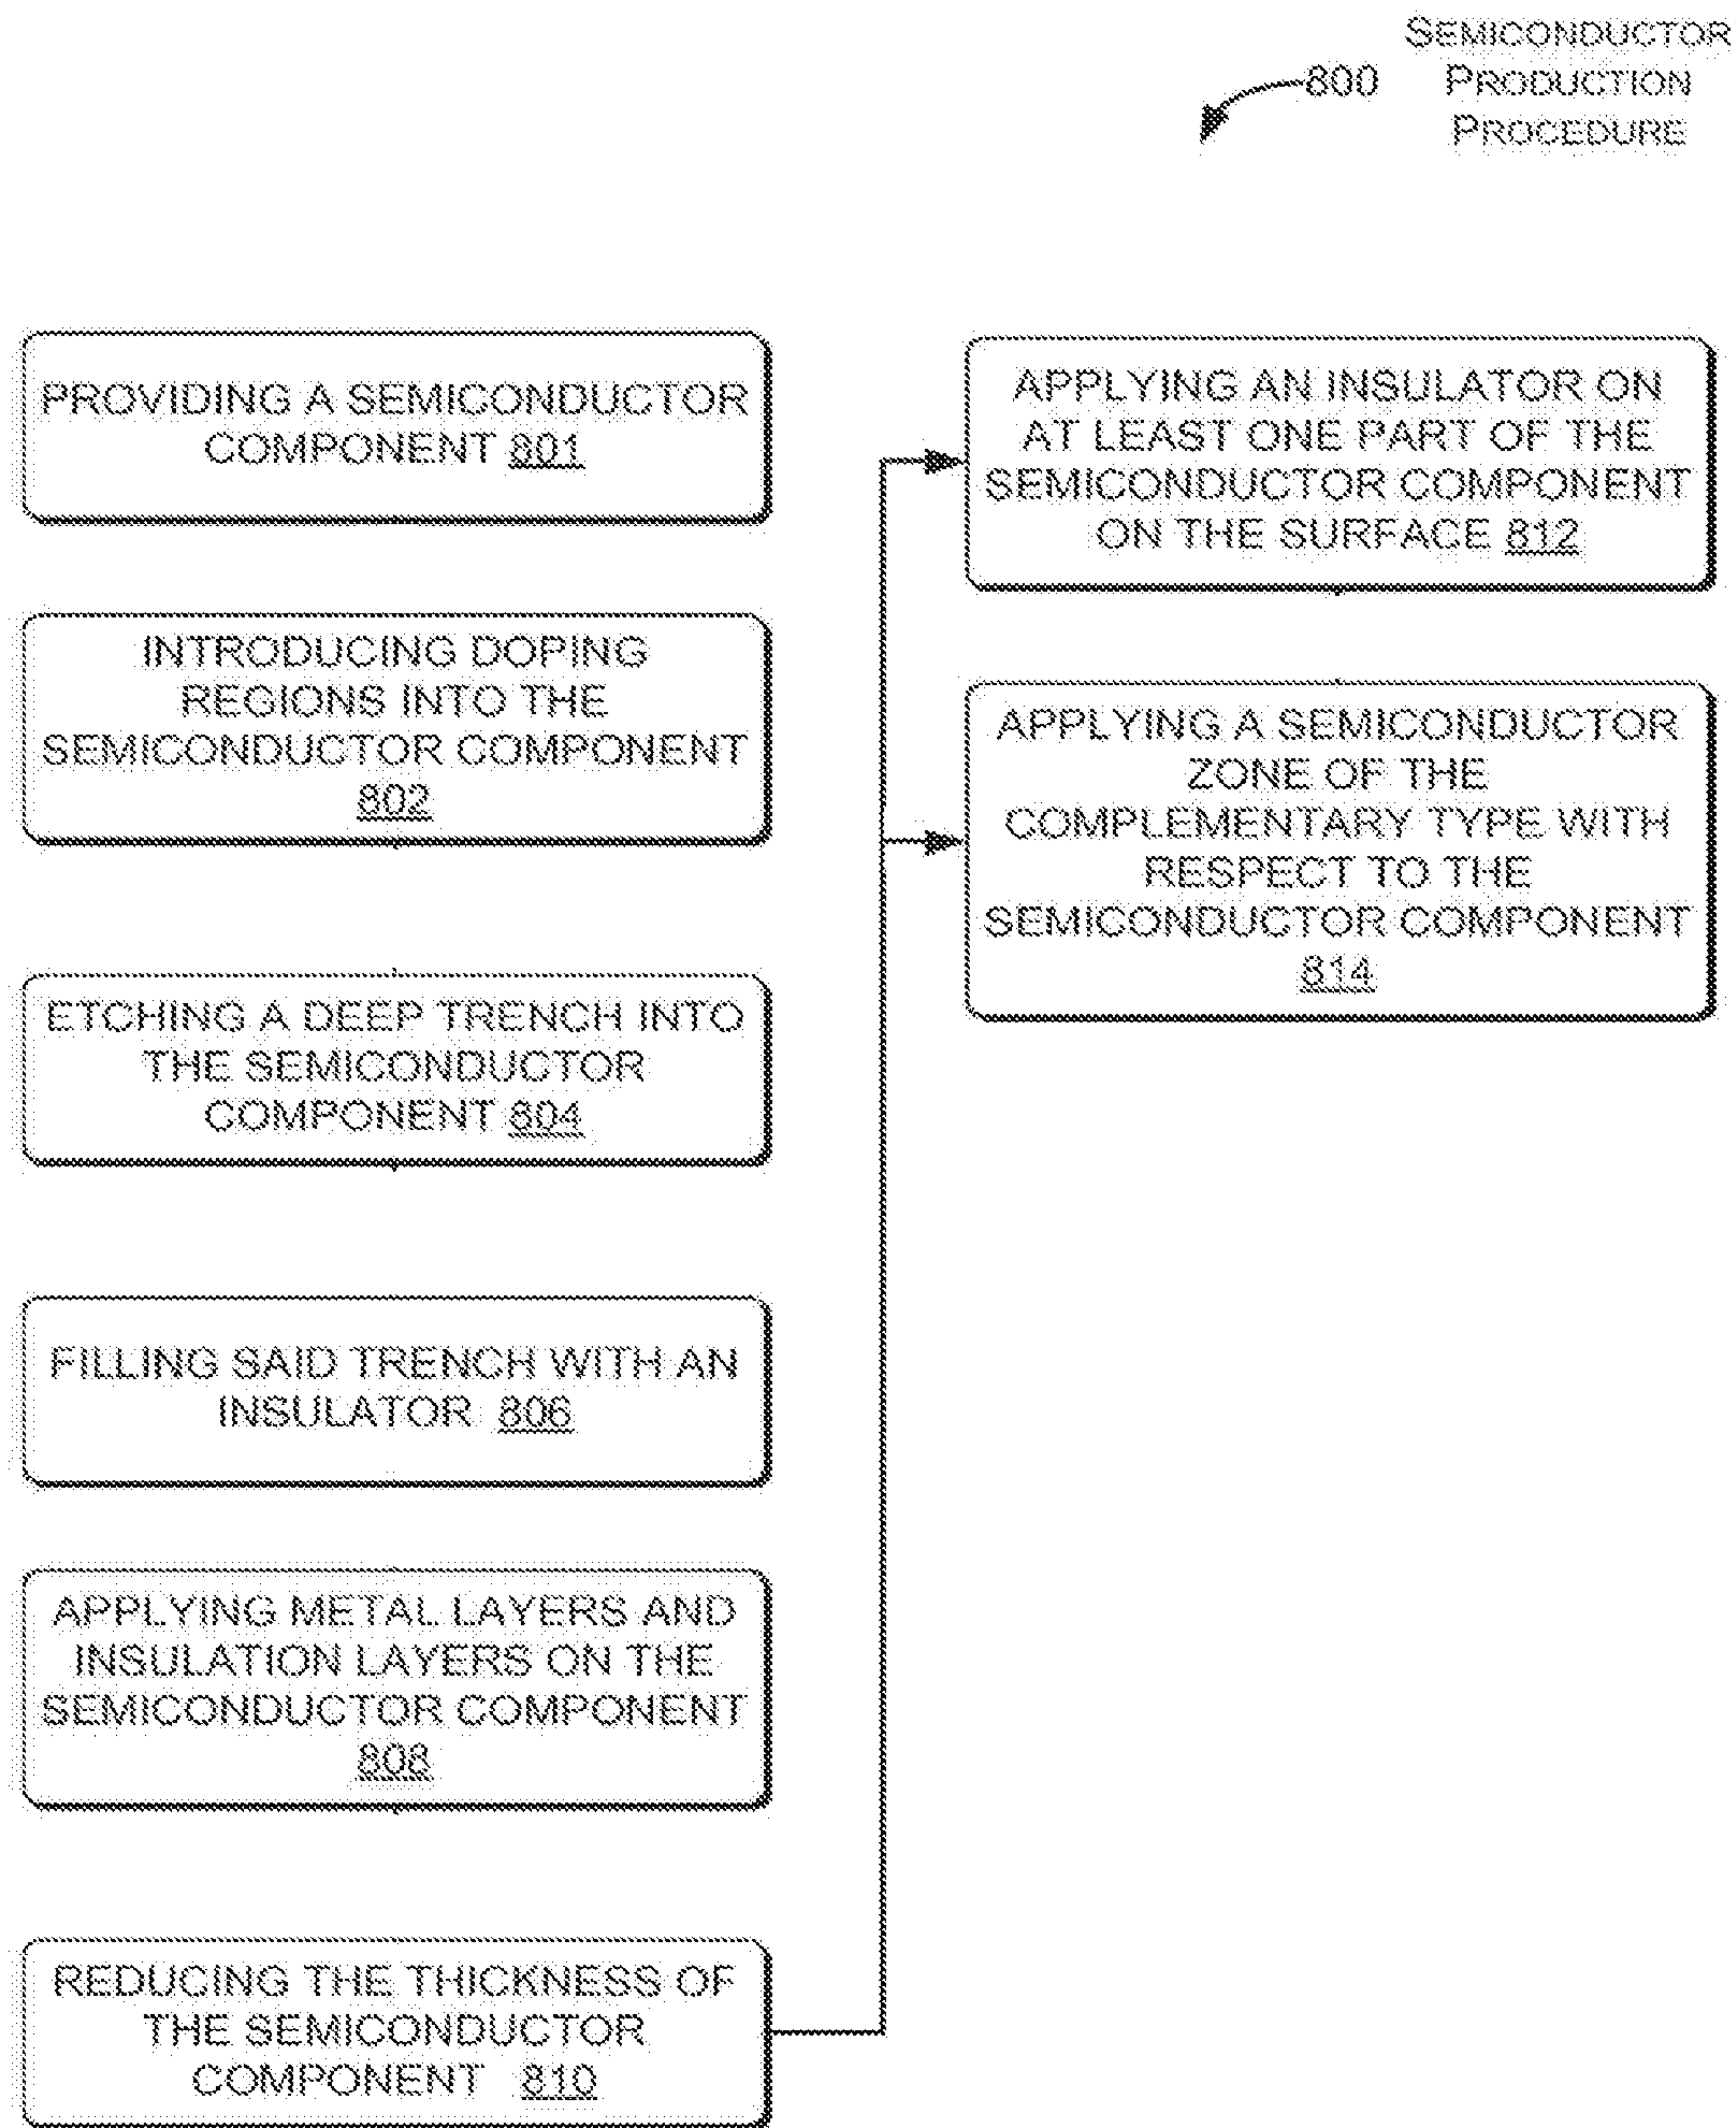 SEMICONDUCTOR
800 PRODUCTION
PROCEDURE
PROVIDING A SEMICONDUCTOR
COMPONENT 801
INTRODUCING DOPING
REGIONS INTO THE
SEMICONDUCTOR COMPONENT
802
ETCHING A DEEP TRENCH INTO
THE SEMICONDUCTOR
COMPONENT 804
FILLING SAID TRENCH WITH AN
INSULATOR 806
APPLYING METAL LAYERS AND
INSULATION LAYERS ON THE
SEMICONDUCTOR COMPONENT
808
REDUCING THE THICKNESS OF
THE SEMICONDUCTOR
COMPONENT 810
APPLYING AN INSULATOR ON
AT LEAST ONE PART OF THE
SEMICONDUCTOR COMPONENT
ON THE SURFACE 812
APPLYING A SEMICONDUCTOR
ZONE OF THE
COMPLEMENTARY TYPE WITH
RESPECT TO THE
SEMICONDUCTOR COMPONENT
814